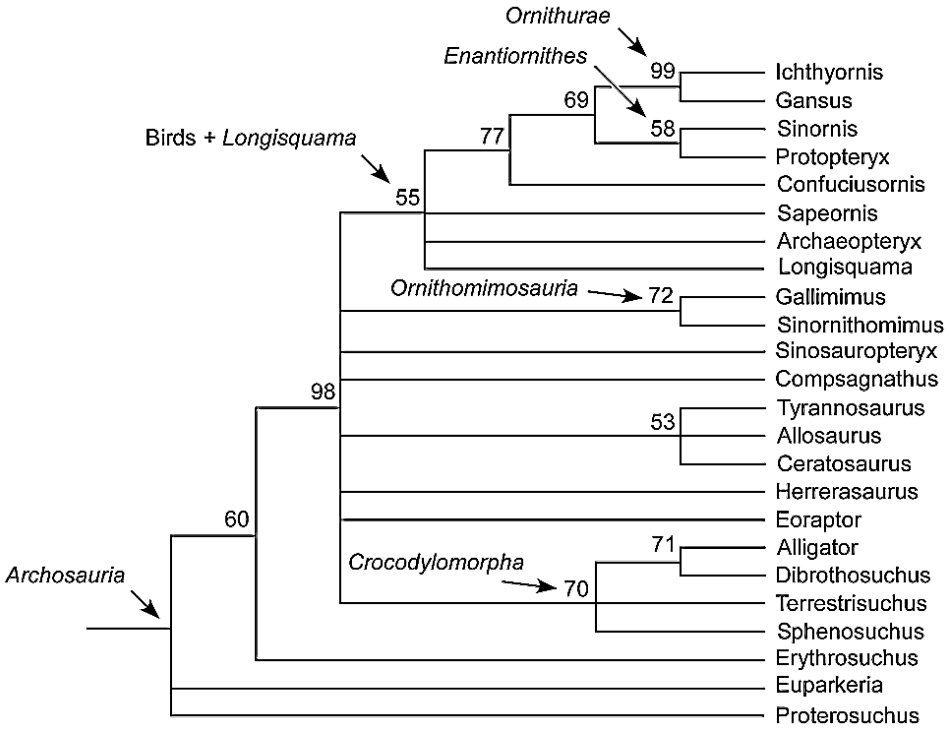 Ornithurae
Enantiornithes
99
Ichthyornis
Gansus
69
58
Sinornis
Protopteryx
Birds + Longisquama
77
Confuciusornis
55
Sapeornis
Archaeopteryx
Longisquama
Ornithomimosauria
72
Gallimimus
Sinornithomimus
Sinosauropteryx
Compsagnathus
98
Tyrannosaurus
53
Allosaurus
Ceratosaurus
Herrerasaurus
60
Eoraptor
Crocodylomorpha
71
Alligator
Archosauria
70
Dibrothosuchus
Terrestrisuchus
Sphenosuchus
Erythrosuchus
Euparkeria
Proterosuchus